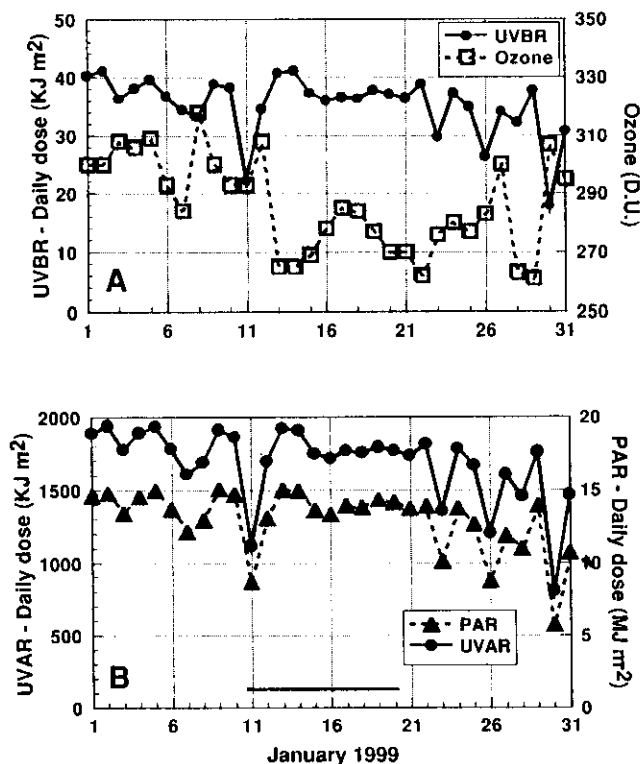 UVBR - Daily dose (KJ m²)
50
40
30
20
10
0
UVBR
Ozone
A
350
330
310
290
270
250
Ozone (D.U.)
1 6 11 16 21 26 31
UVAR - Daily dose (KJ m²)
2000
1500
1000
500
0
PAR
UVAR
B
20
15
10
5
0
PAR - Daily dose (MJ m²)
1 6 11 16 21 26 31
January 1999